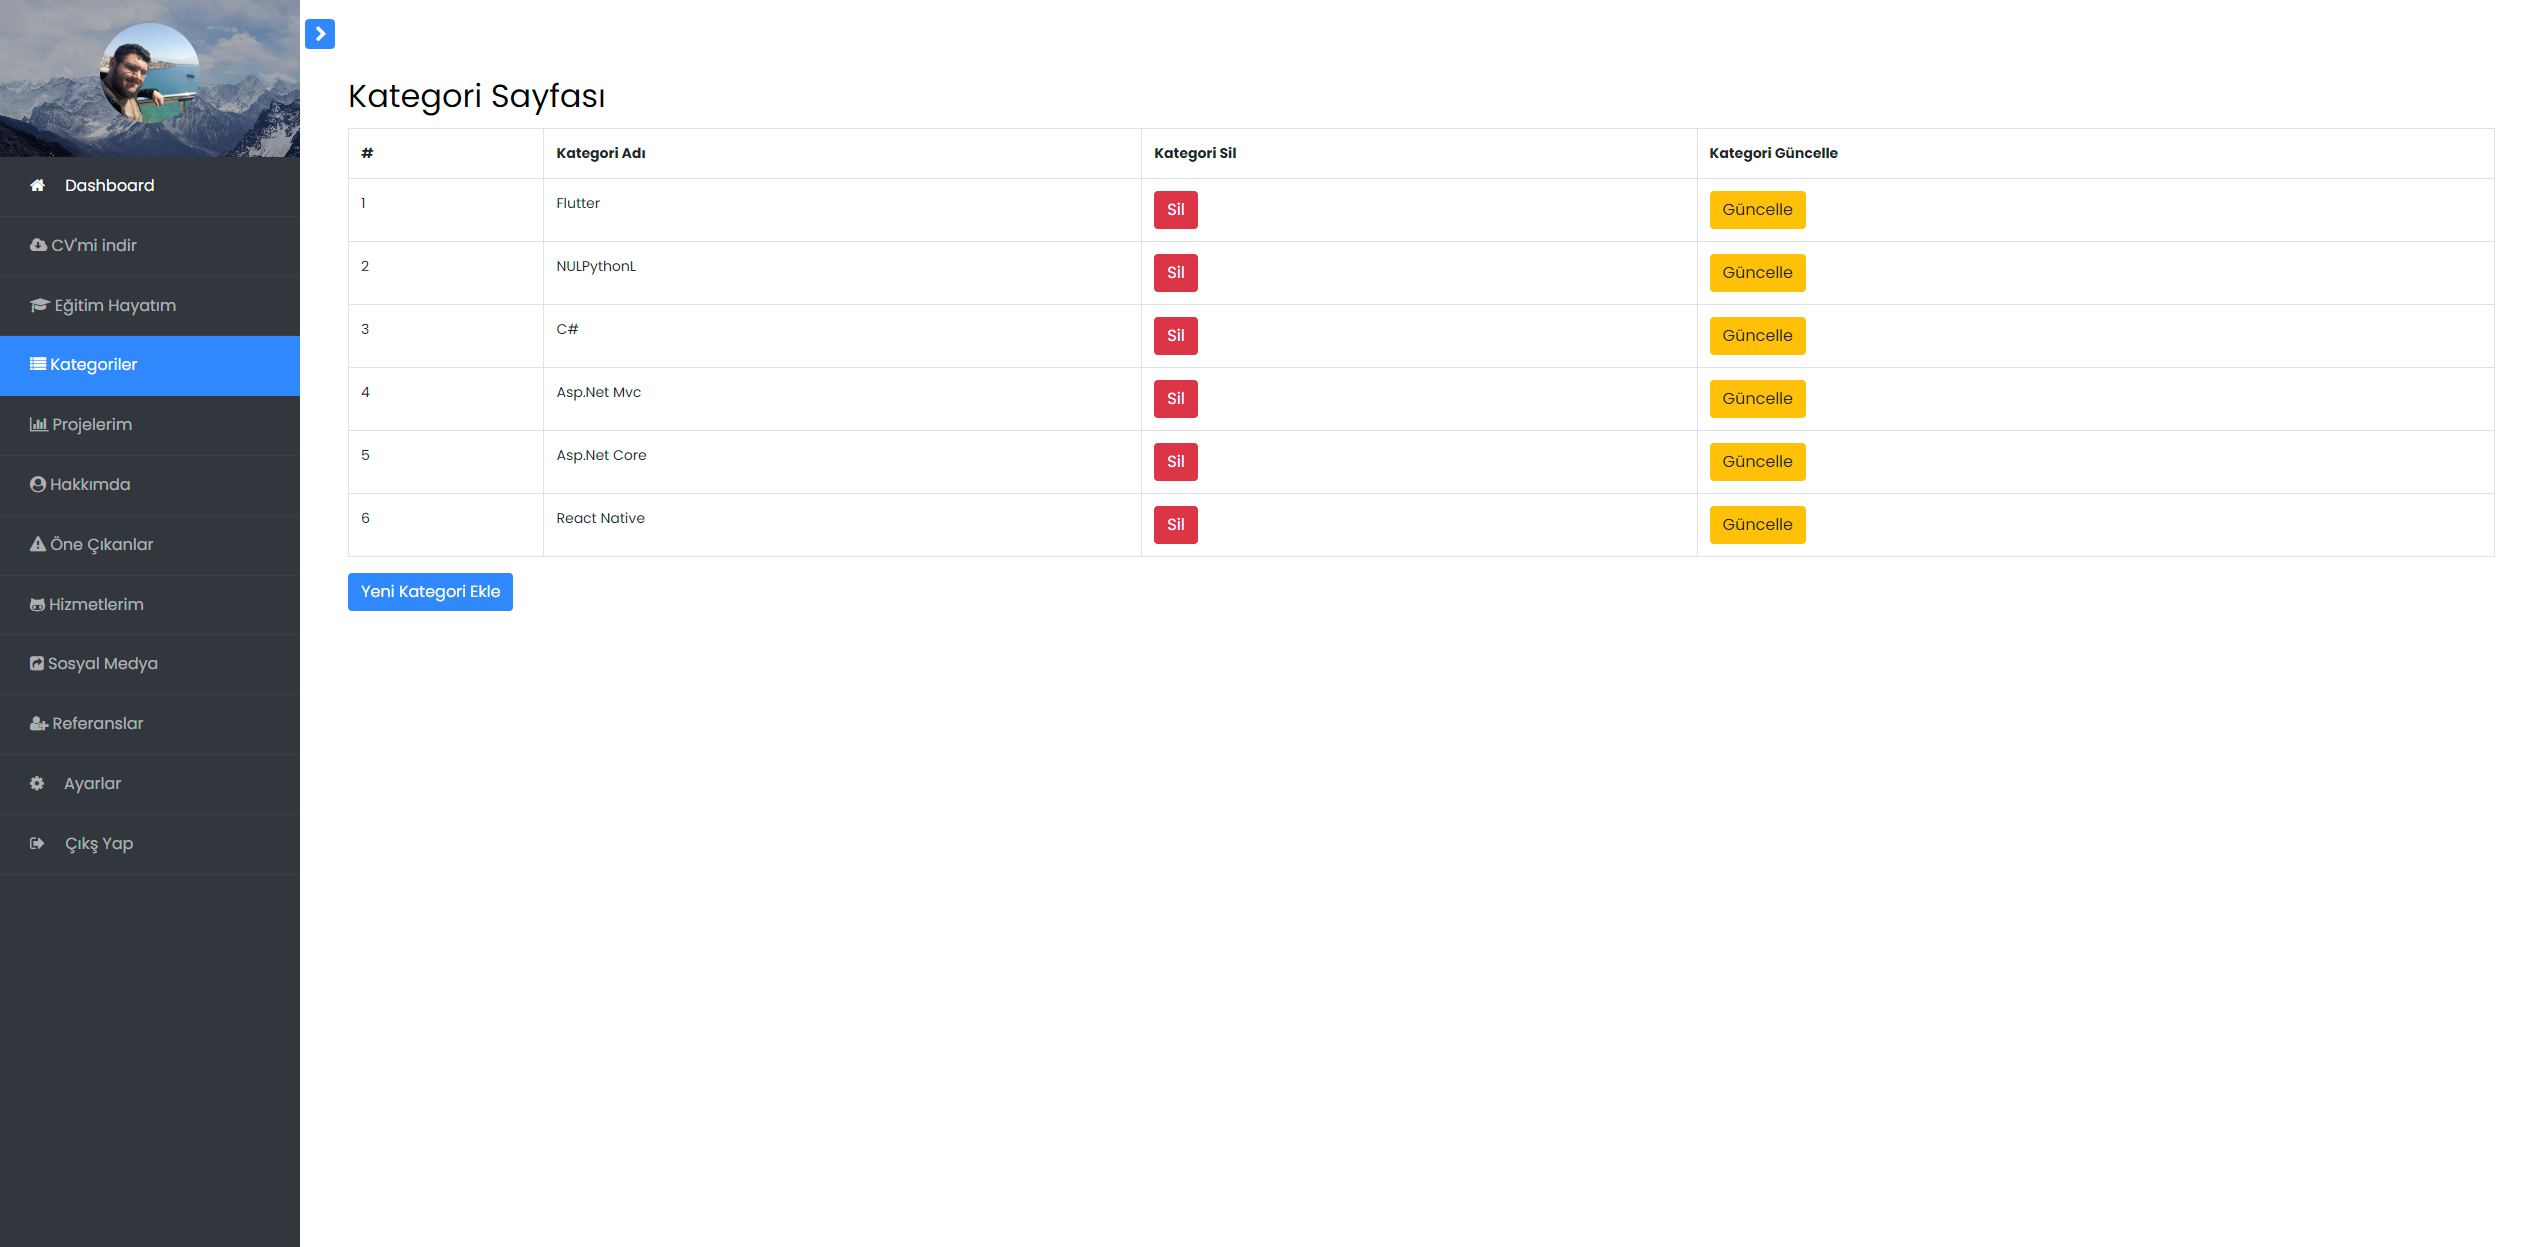 Dashboard
CV'mi indir
Eğitim Hayatım
Kategoriler
Projelerim
Hakkımda
Öne Çıkanlar
Hizmetlerim
Sosyal Medya
Referanslar
Ayarlar
Çıkş Yap
Kategori Sayfası
# Kategori Adı Kategori Sil Kategori Güncelle
1 Flutter Sil Güncelle
2 NULPythonL Sil Güncelle
3 C# Sil Güncelle
4 Asp.Net Mvc Sil Güncelle
5 Asp.Net Core Sil Güncelle
6 React Native Sil Güncelle
Yeni Kategori Ekle